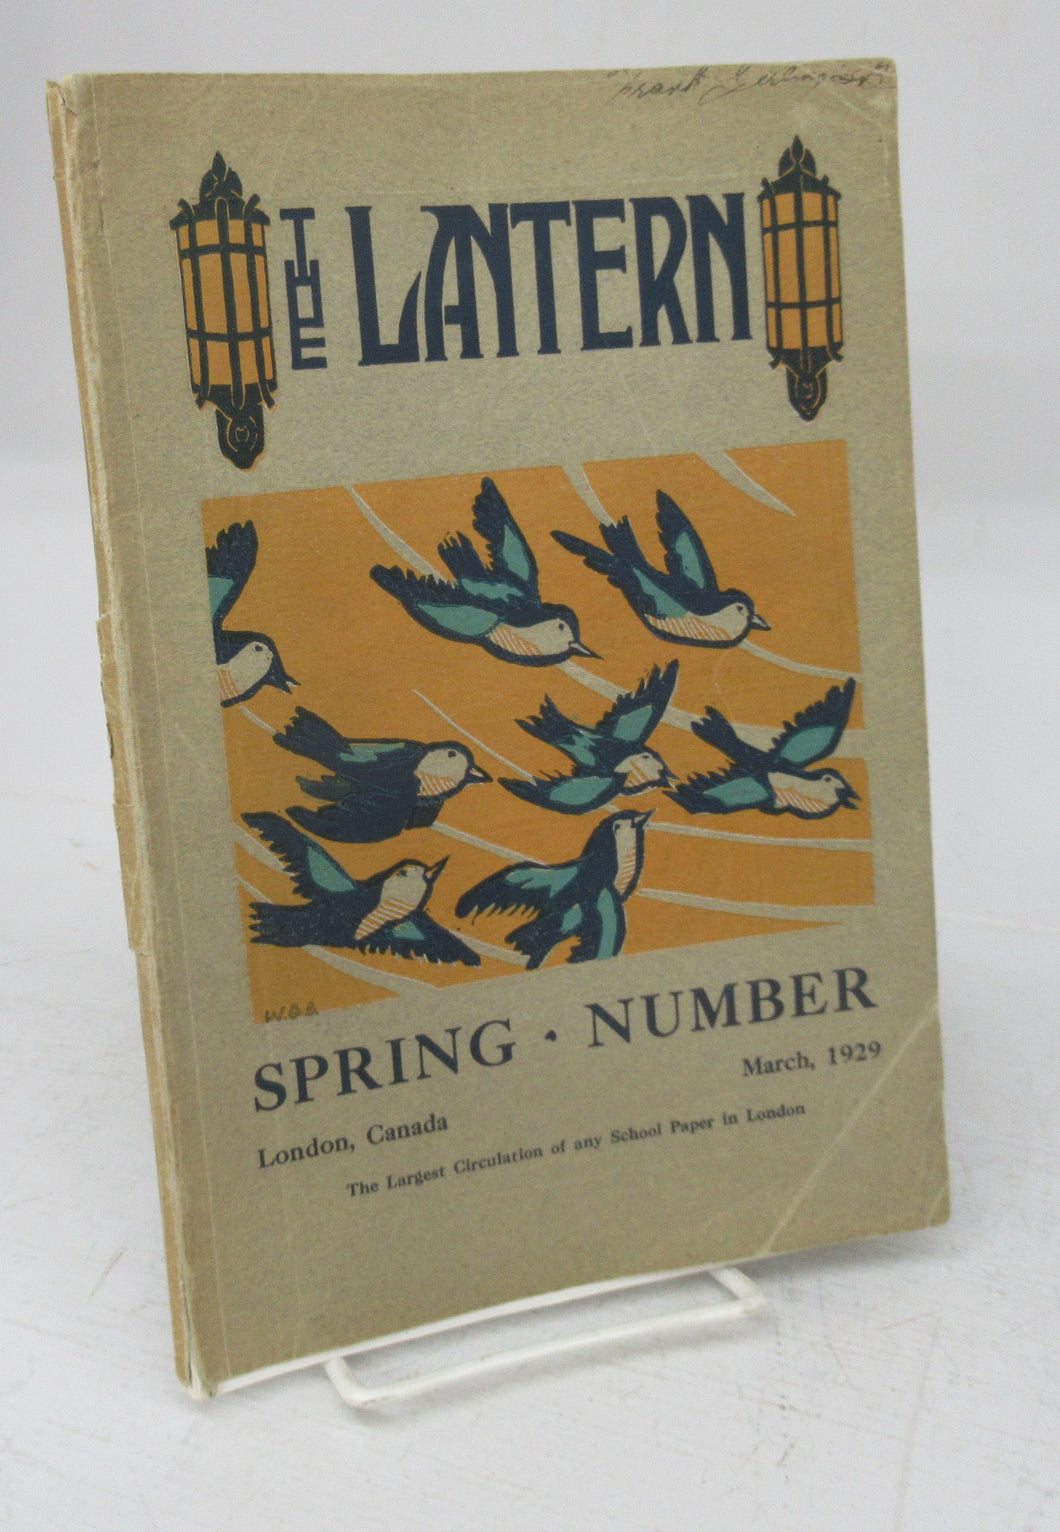 THE LANTERN
SPRING · NUMBER
London, Canada
March, 1929
The Largest Circulation of any School Paper in London